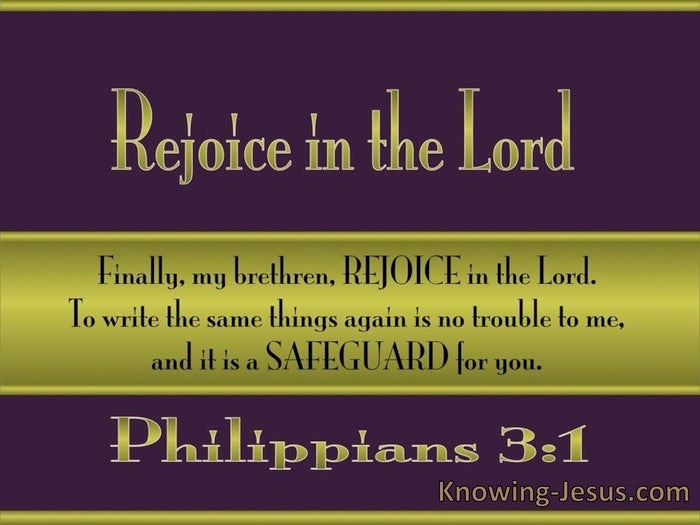 Rejoice in the Lord
Finally, my brethren, REJOICE in the Lord.
To write the same things again is no trouble to me,
and it is a SAFEGUARD for you.
Philippians 3:1
Knowing-Jesus.com